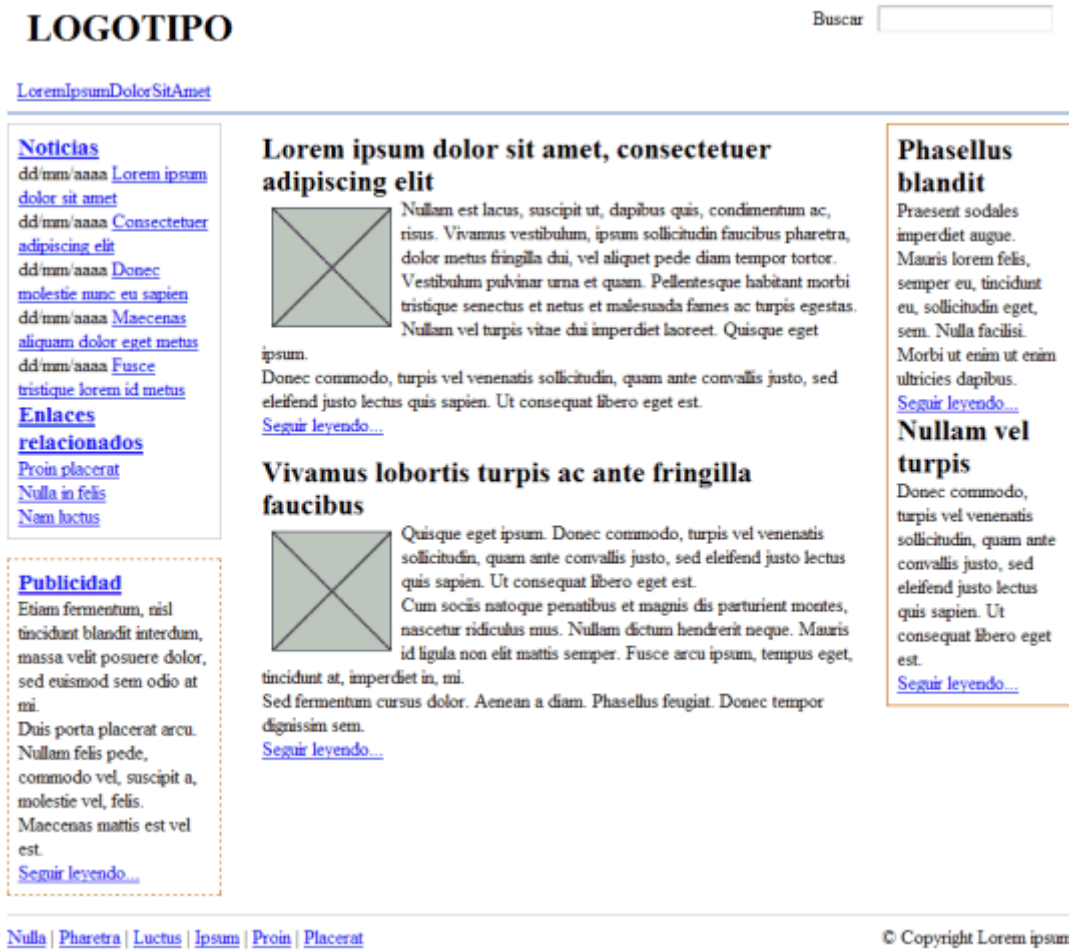 LOGOTIPO
Buscar
LoremIpsumDolorSitAmet
Noticias
dd/mm/aaaa Lorem ipsum
dolor sit amet
dd/mm/aaaa Consectetuer
adipiscing elit
dd/mm/aaaa Donec
molestie nunc eu sapien
dd/mm/aaaa Maecenas
aliquam dolor eget metus
dd/mm/aaaa Fusce
tristique lorem id metus
Enlaces
relacionados
Proin placerat
Nulla in felis
Nam luctus
Publicidad
Etiam fermentum, nisl
tincidunt blandit interdum,
massa velit posuere dolor,
sed euismod sem odio at
mi.
Duis porta placerat arcu.
Nullam felis pede,
commodo vel, suscipit a,
molestie vel, felis.
Maecenas mattis est vel
est.
Seguir leyendo...
Lorem ipsum dolor sit amet, consectetuer
adipiscing elit
Nullam est lacus, suscipit ut, dapibus quis, condimentum ac,
risus. Vivamus vestibulum, ipsum sollicitudin faucibus pharetra,
dolor metus fringilla dui, vel aliquet pede diam tempor tortor.
Vestibulum pulvinar urna et quam. Pellentesque habitant morbi
tristique senectus et netus et malesuada fames ac turpis egestas.
Nullam vel turpis vitae dui imperdiet laoreet. Quisque eget
ipsum.
Donec commodo, turpis vel venenatis sollicitudin, quam ante convallis justo, sed
eleifend justo lectus quis sapien. Ut consequat libero eget est.
Seguir leyendo...
Vivamus lobortis turpis ac ante fringilla
faucibus
Quisque eget ipsum. Donec commodo, turpis vel venenatis
sollicitudin, quam ante convallis justo, sed eleifend justo lectus
quis sapien. Ut consequat libero eget est.
Cum sociis natoque penatibus et magnis dis parturient montes,
nascetur ridiculus mus. Nullam dictum hendrerit neque. Mauris
id ligula non elit mattis semper. Fusce arcu ipsum, tempus eget,
tincidunt at, imperdiet in, mi.
Sed fermentum cursus dolor. Aenean a diam. Phasellus feugiat. Donec tempor
dignissim sem.
Seguir leyendo...
Phasellus
blandit
Praesent sodales
imperdiet augue.
Mauris lorem felis,
semper eu, tincidunt
eu, sollicitudin eget,
sem. Nulla facilisi.
Morbi ut enim ut enim
ultricies dapibus.
Seguir leyendo...
Nullam vel
turpis
Donec commodo,
turpis vel venenatis
sollicitudin, quam ante
convallis justo, sed
eleifend justo lectus
quis sapien. Ut
consequat libero eget
est.
Seguir leyendo...
Nulla | Pharetra | Luctus | Ipsum | Proin | Placerat
© Copyright Lorem ipsum